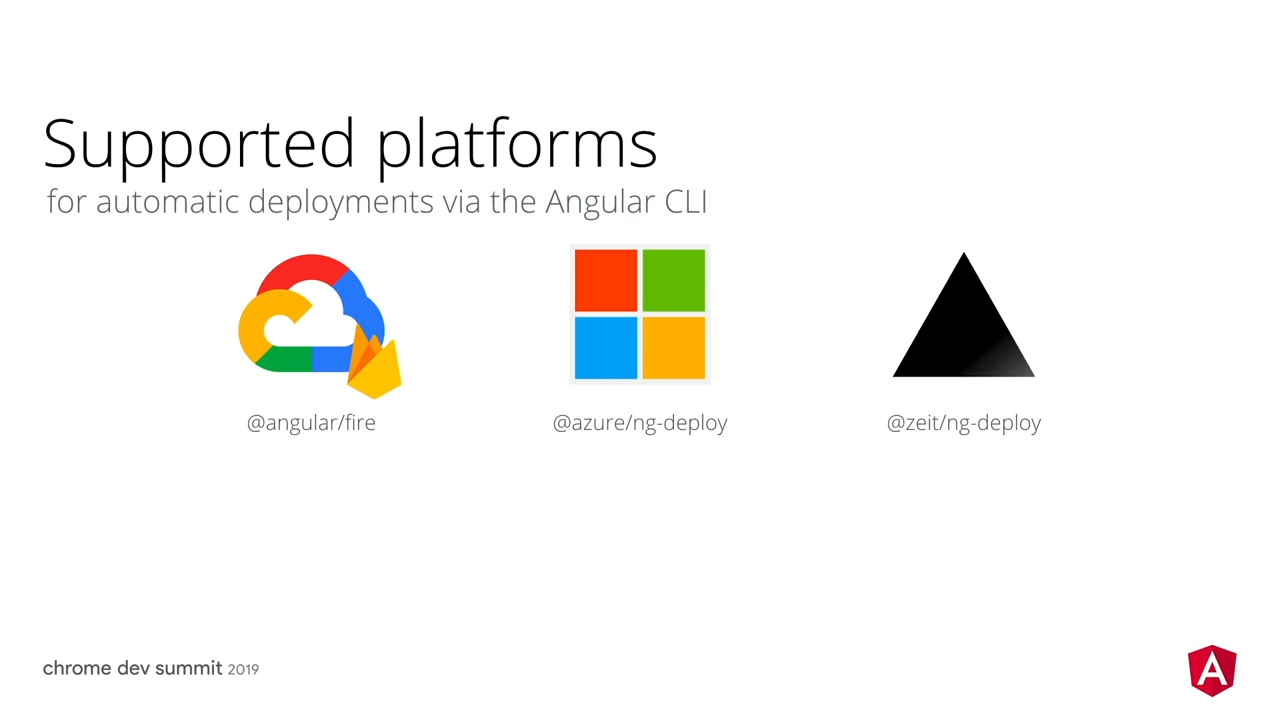 Supported platforms
for automatic deployments via the Angular CLI
@angular/fire
@azure/ng-deploy
@zeit/ng-deploy
chrome dev summit 2019
A